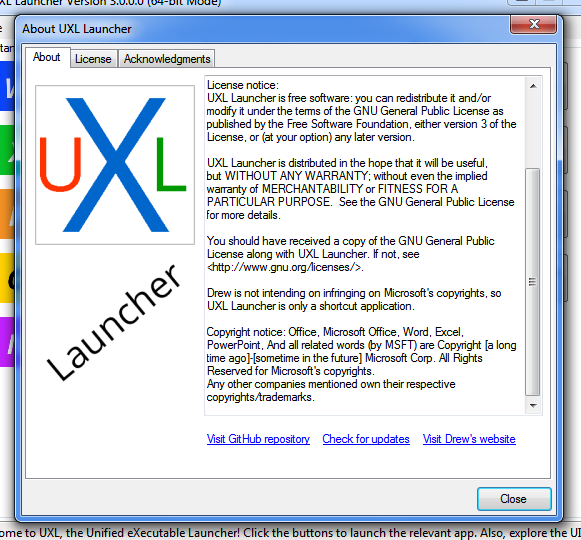 XL Launcher Version 3.0.0.0 (64-bit Mode)
About UXL Launcher
About
License
Acknowledgments
UXL
Launcher
License notice:
UXL Launcher is free software: you can redistribute it and/or
modify it under the terms of the GNU General Public License as
published by the Free Software Foundation, either version 3 of the
License, or (at your option) any later version.
UXL Launcher is distributed in the hope that it will be useful,
but WITHOUT ANY WARRANTY; without even the implied
warranty of MERCHANTABILITY or FITNESS FOR A
PARTICULAR PURPOSE.  See the GNU General Public License
for more details.
You should have received a copy of the GNU General Public
License along with UXL Launcher. If not, see
<http://www.gnu.org/licenses/>.
Drew is not intending on infringing on Microsoft's copyrights, so
UXL Launcher is only a shortcut application.
Copyright notice: Office, Microsoft Office, Word, Excel,
PowerPoint, And all related words (by MSFT) are Copyright [a long
time ago]-[sometime in the future] Microsoft Corp. All Rights
Reserved for Microsoft's copyrights.
Any other companies mentioned own their respective
copyrights/trademarks.
Visit GitHub repository
Check for updates
Visit Drew's website
Close
ome to UXL, the Unified eXecutable Launcher! Click the buttons to launch the relevant app. Also, explore the UI